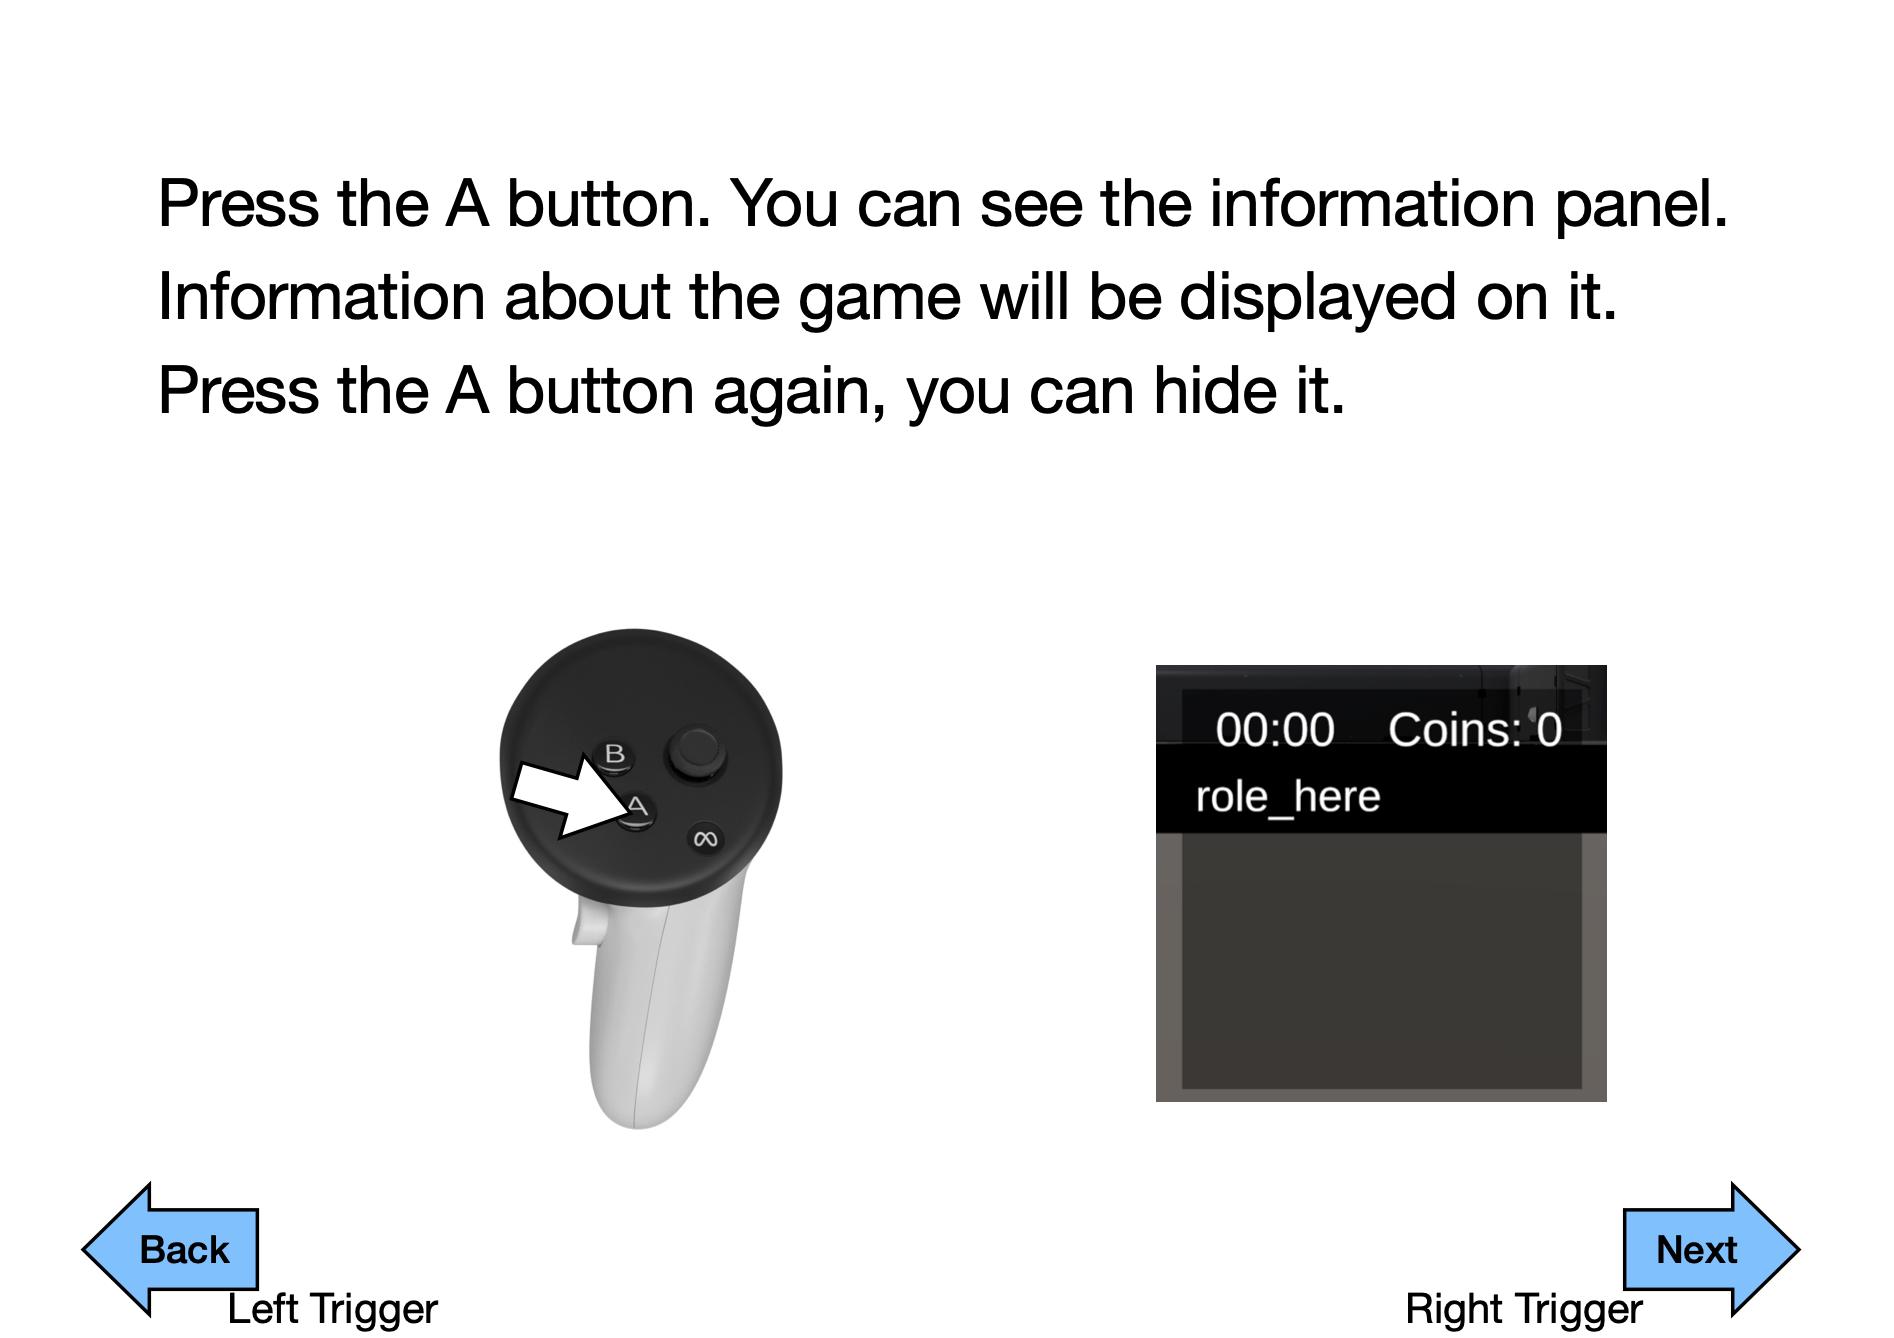 Press the A button. You can see the information panel.
Information about the game will be displayed on it.
Press the A button again, you can hide it.
B
A
00:00 Coins: 0
role_here
Back
Left Trigger
Next
Right Trigger